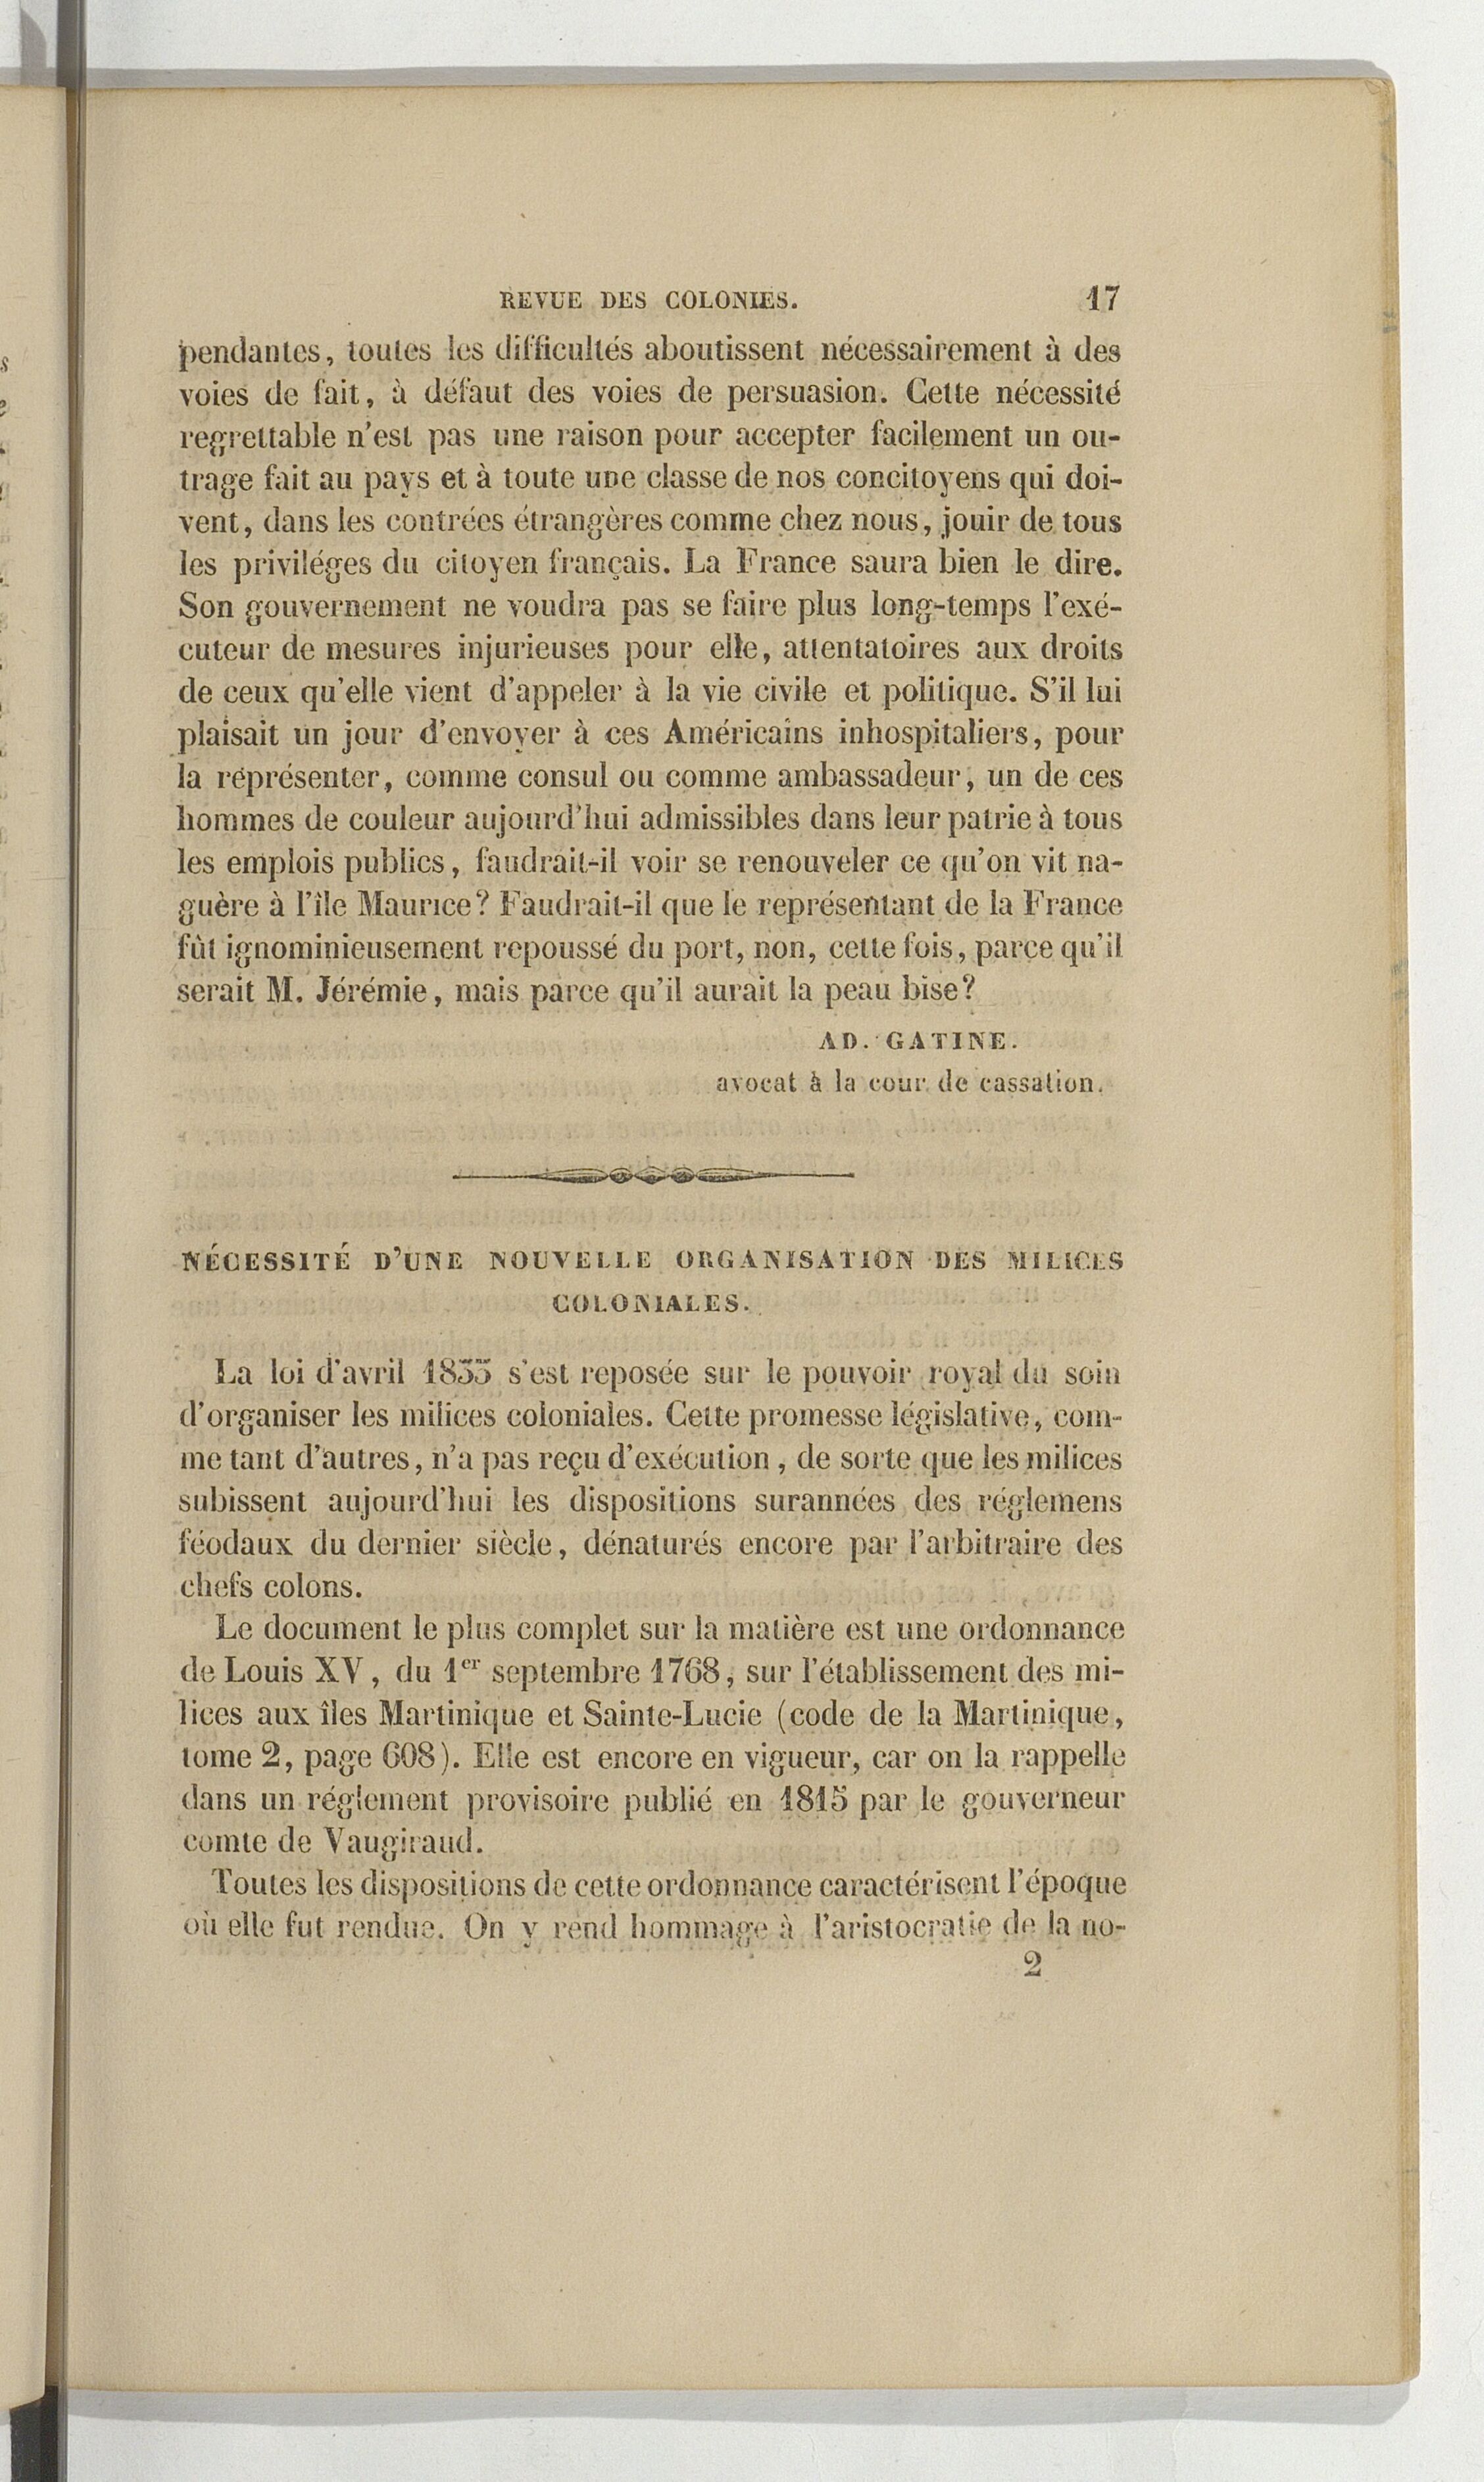 REVUE DES COLONIES. 17
pendantes, toutes les difficultés aboutissent nécessairement à des
voies de fait, à défaut des voies de persuasion. Cette nécessité
regrettable n'est pas une raison pour accepter facilement un ou-
trage fait au pays et à toute une classe de nos concitoyens qui doi-
vent, dans les contrées étrangères comme chez nous, jouir de tous
les priviléges du citoyen français. La France saura bien le dire.
Son gouvernement ne voudra pas se faire plus long-temps l'exé-
cuteur de mesures injurieuses pour elle, attentatoires aux droits
de ceux qu'elle vient d'appeler à la vie civile et politique. S'il lui
plaisait un jour d'envoyer à ces Américains inhospitaliers, pour
la réprésenter, comme consul ou comme ambassadeur, un de ces
hommes de couleur aujourd'hui admissibles dans leur patrie à tous
les emplois publics, faudrait-il voir se renouveler ce qu'on vit na-
guère à l'île Maurice? Faudrait-il que le représentant de la France
fût ignominieusement repoussé du port, non, cette fois, parce qu'il
serait M. Jérémie, mais parce qu'il aurait la peau bise?
AD. GATINE.
avocat à la cour de cassation.
NÉCESSITÉ D'UNE NOUVELLE ORGANISATION DES MILICES
COLONIALES.
La loi d'avril 1833 s'est reposée sur le pouvoir royal du soin
d'organiser les milices coloniales. Cette promesse législative, com-
me tant d'autres, n'a pas reçu d'exécution, de sorte que les milices
subissent aujourd'hui les dispositions surannées des réglemens
féodaux du dernier siècle, dénaturés encore par l'arbitraire des
chefs colons.
Le document le plus complet sur la matière est une ordonnance
de Louis XV, du 1er septembre 1768, sur l'établissement des mi-
lices aux îles Martinique et Sainte-Lucie (code de la Martinique,
tome 2, page 608). Elle est encore en vigueur, car on la rappelle
dans un réglement provisoire publié en 1815 par le gouverneur
comte de Vaugiraud.
Toutes les dispositions de cette ordonnance caractérisent l'époque
où elle fut rendue. On y rend hommage à l'aristocratie de la no-
2